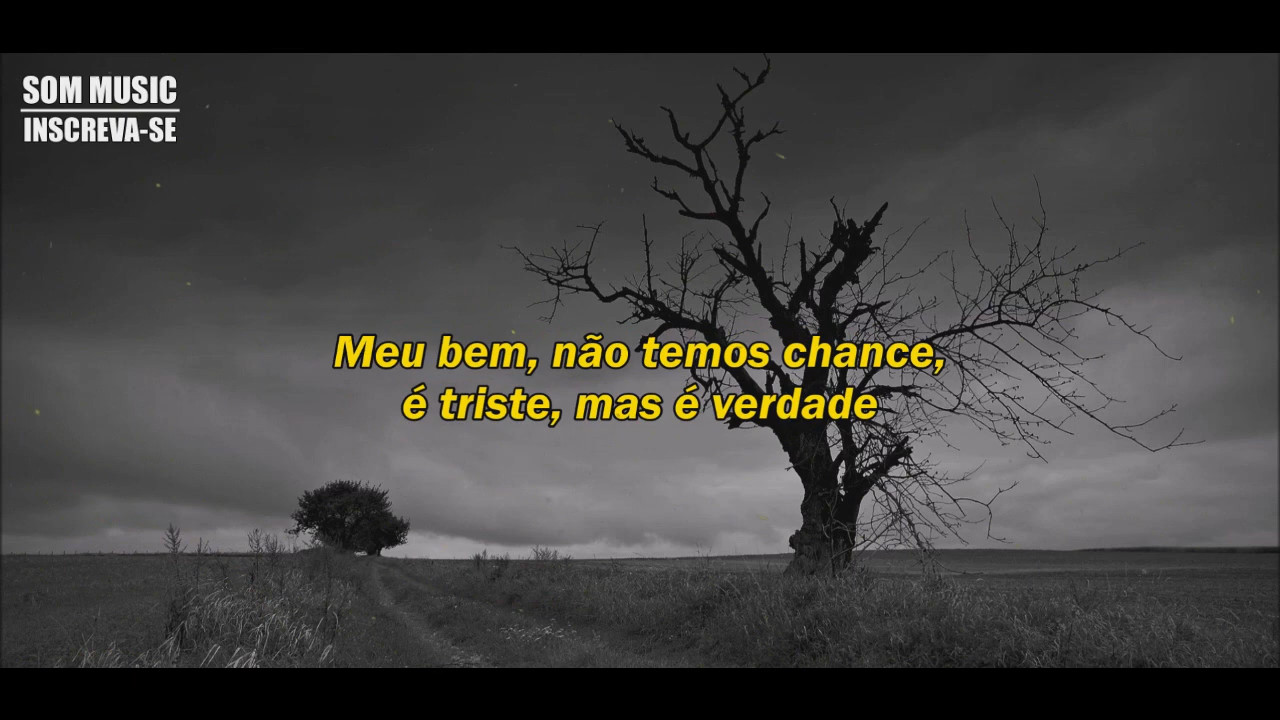 SOM MUSIC
INSCREVA-SE
Meu bem, não temos chance,
é triste, mas é verdade